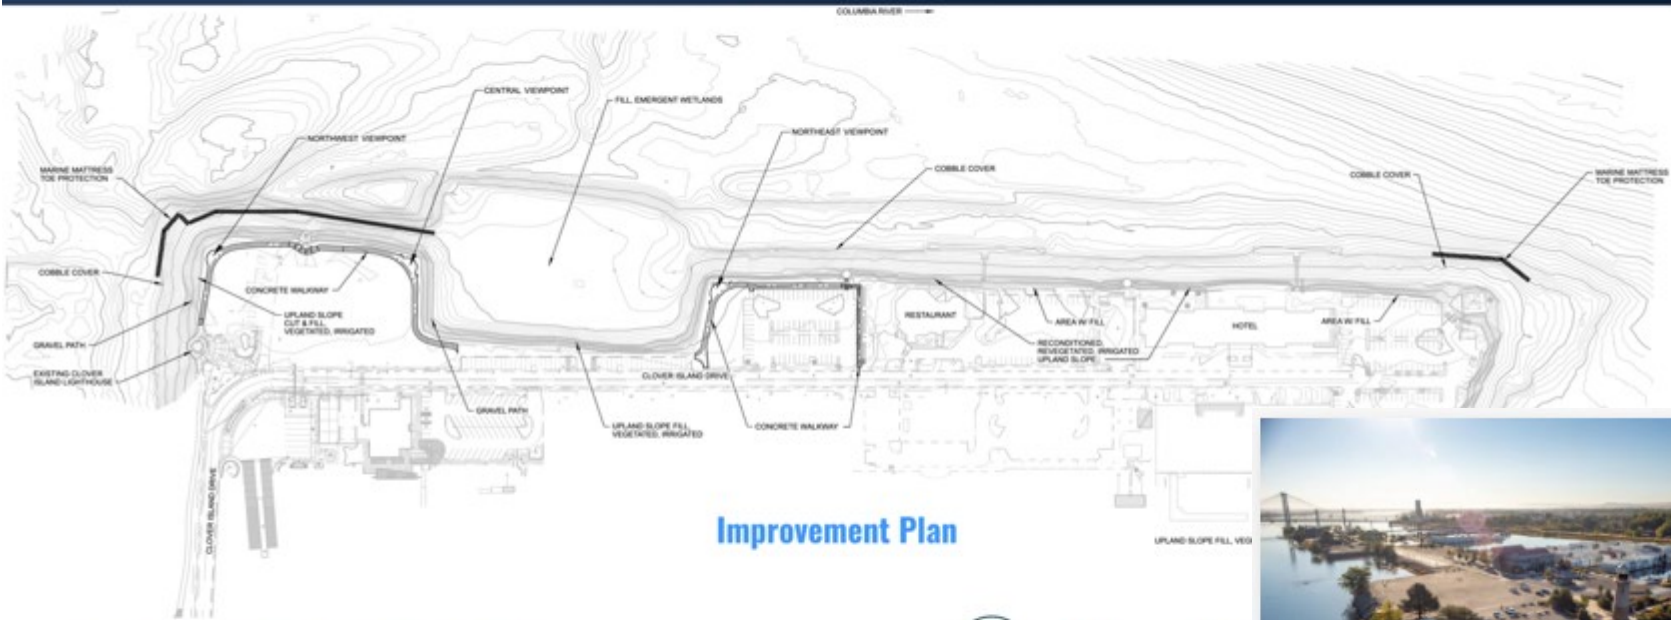 COLUMBIA RIVER
CENTRAL VIEWPOINT
FILL, EMERGENT WETLANDS
NORTHWEST VIEWPOINT
NORTHEAST VIEWPOINT
MARINE MATTRESS
TOE PROTECTION
COBBLE COVER
COBBLE COVER
MARINE MATTRESS
TOE PROTECTION
COBBLE COVER
CONCRETE WALKWAY
UPLAND SLOPE
CUT & FILL,
VEGETATED, IRRIGATED
GRAVEL PATH
EXISTING CLOVER
ISLAND LIGHTHOUSE
RESTAURANT
AREA W/ FILL
HOTEL
AREA W/ FILL
RECONDITIONED,
REVEGETATED, IRRIGATED
UPLAND SLOPE
CLOVER ISLAND DRIVE
GRAVEL PATH
UPLAND SLOPE FILL,
VEGETATED, IRRIGATED
CONCRETE WALKWAY
CLOVER ISLAND DRIVE
Improvement Plan
UPLAND SLOPE FILL, VEG